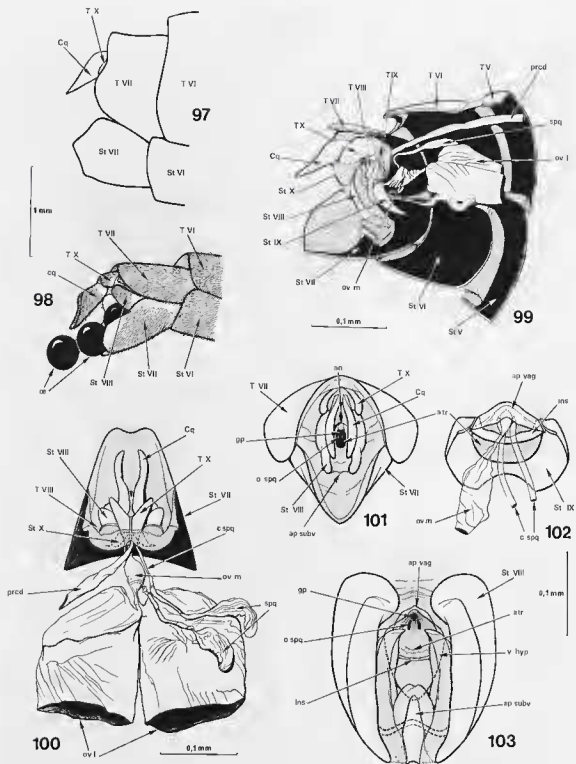 T X
Cq
T VII
T VI
97
St VII
St VI
1 mm
T VII
T VI
T X
cq
98
œ
St VIII
St VII
St VI
T IX
T VI
T V
prcd
T VIII
T VII
spq
T X
Cq
ov l
St X
St VIII
St IX
St VII
ov m
St VI
St V
99
0,1 mm
Cq
St VIII
T X
T VIII
St VII
St X
c spq
ov m
prcd
spq
100
ov l
0,1 mm
an
T VII
T X
Cq
gp
atr
o spq
St VIII
St VII
ap subv
101
ap vag
ins
ov m
St IX
c spq
102
0,1 mm
ap vag
St VIII
gp
atr
o spq
v hyp
ins
ap subv
103